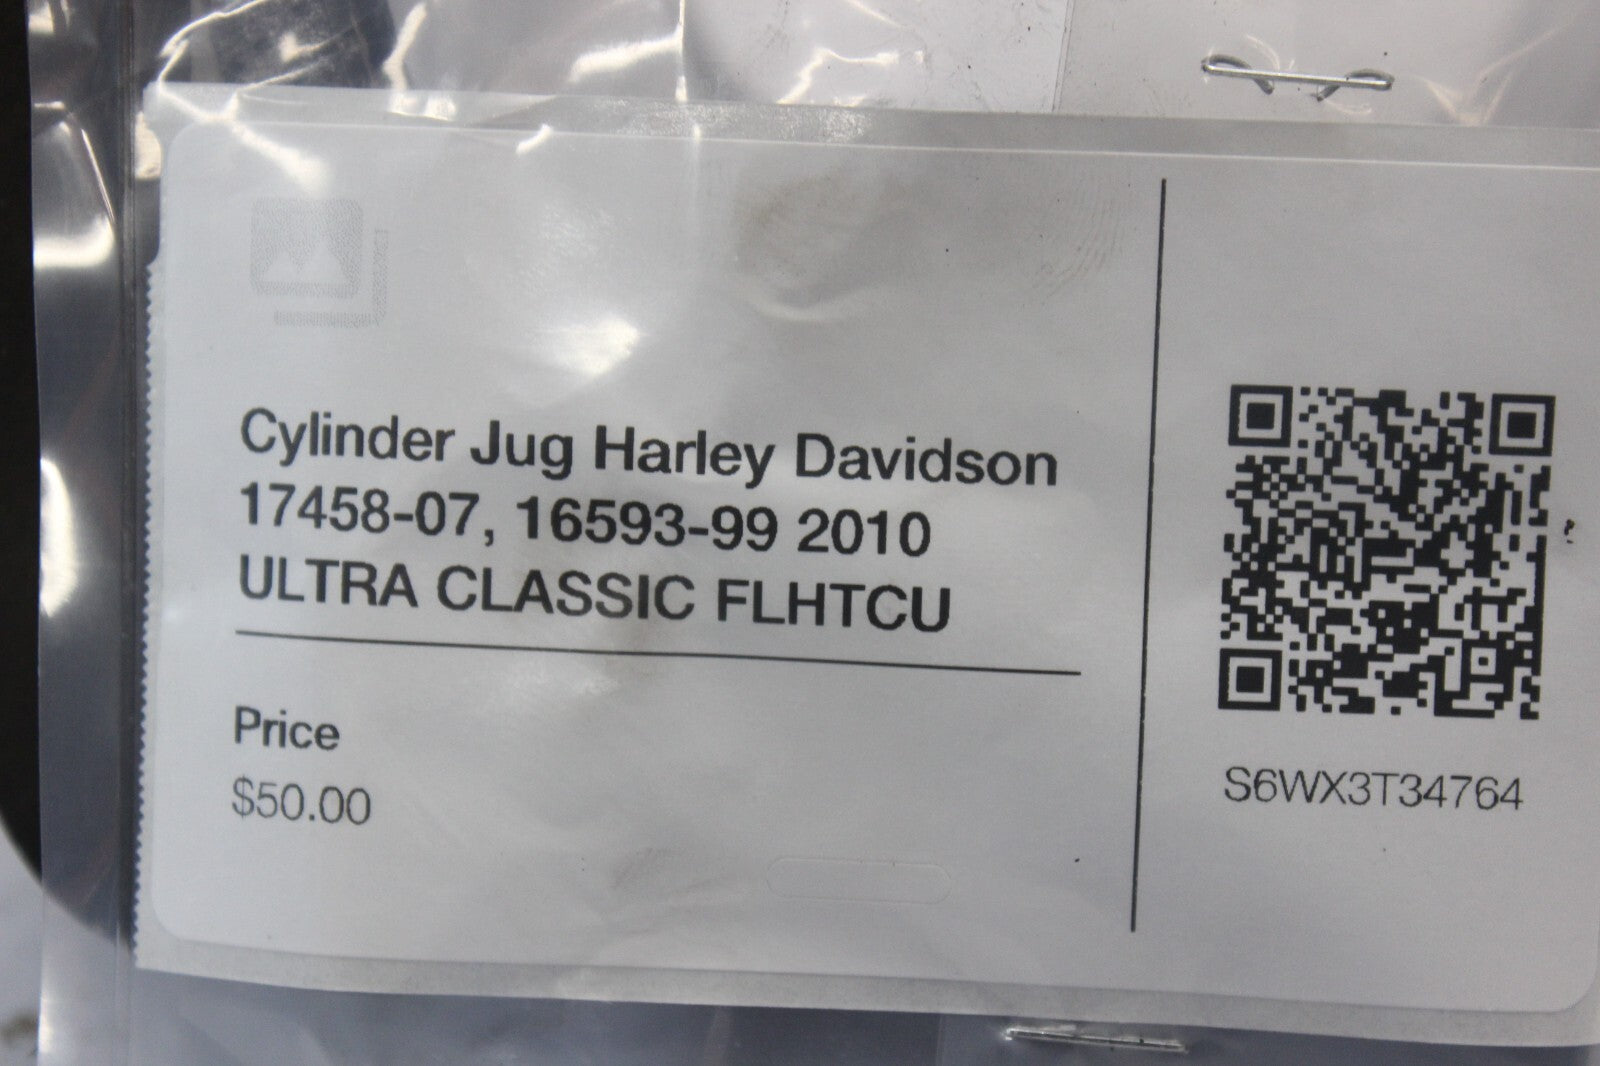 Cylinder Jug Harley Davidson
17458-07, 16593-99 2010
ULTRA CLASSIC FLHTCU
Price
$50.00
S6WX3T34764